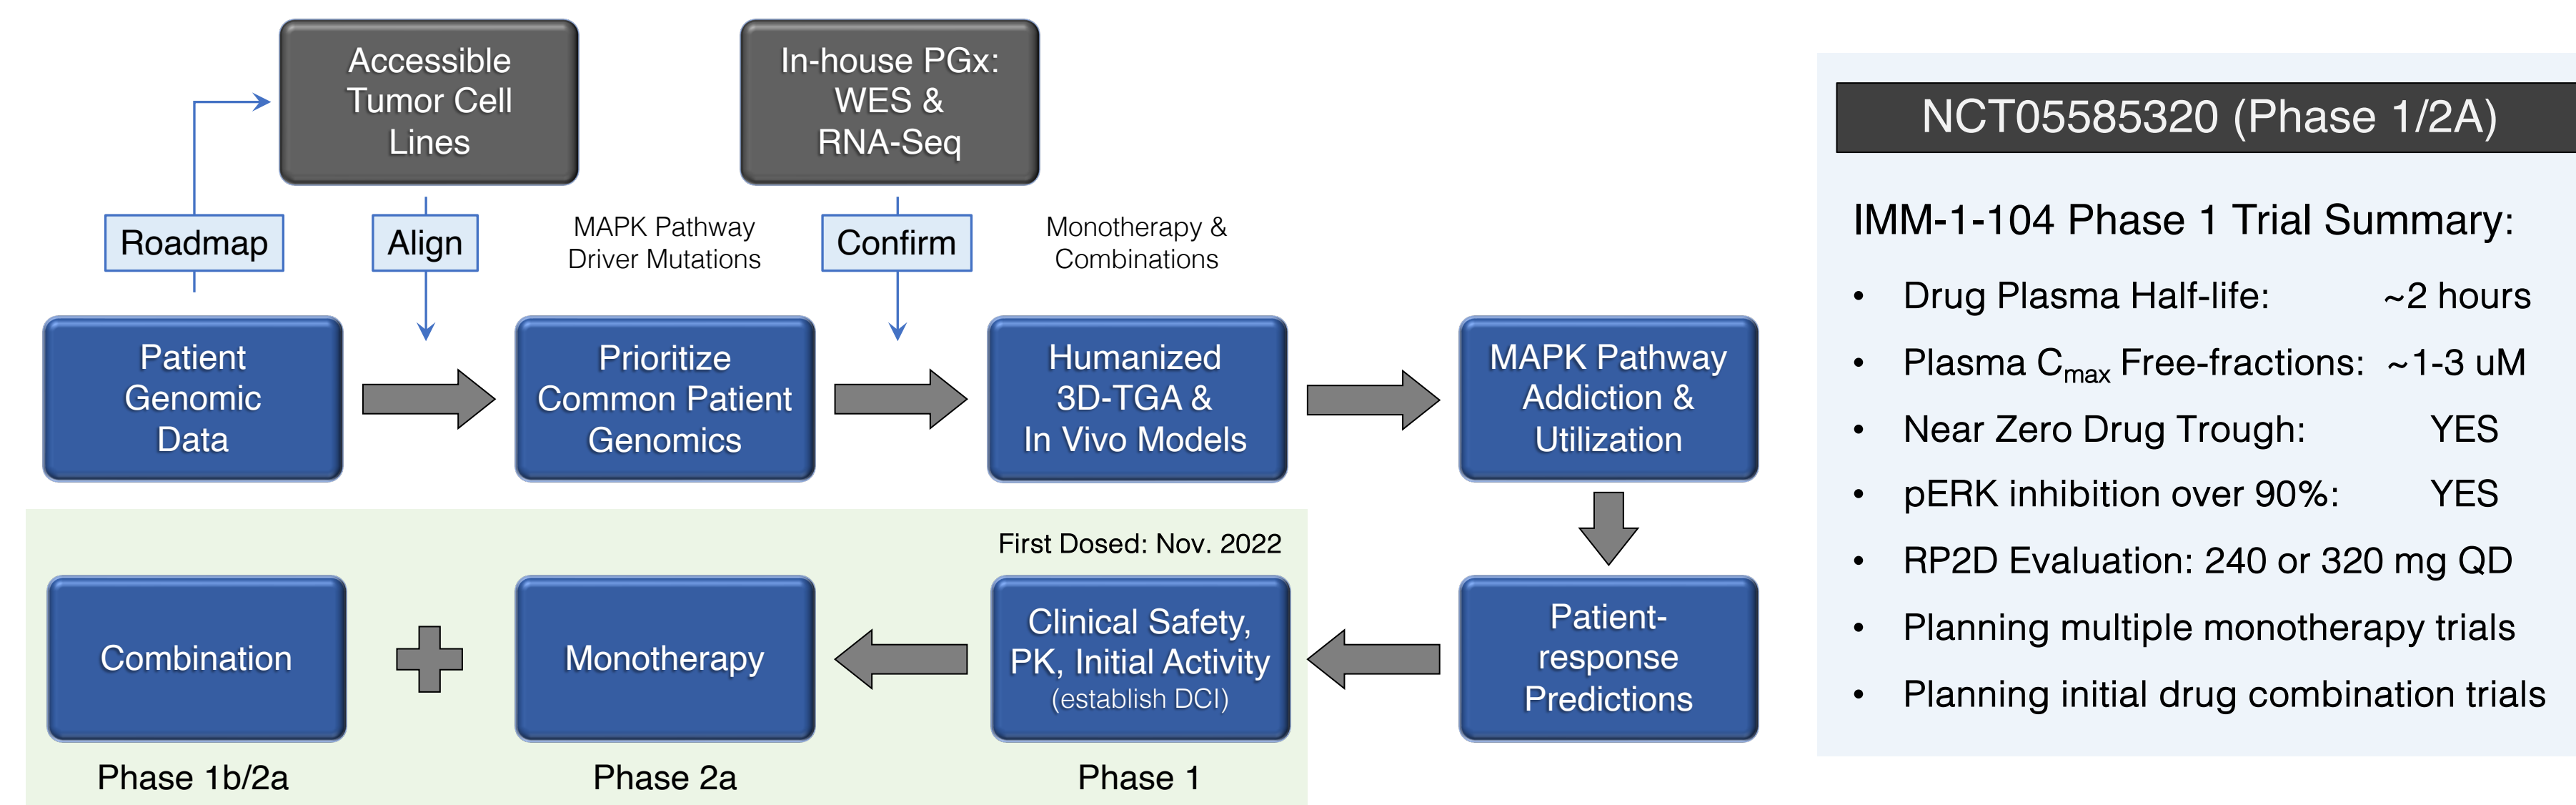 Accessible
Tumor Cell
Lines
In-house PGx:
WES &
RNA-Seq
Roadmap
Align
MAPK Pathway
Driver Mutations
Confirm
Monotherapy &
Combinations
Patient
Genomic
Data
Prioritize
Common Patient
Genomics
Humanized
3D-TGA &
In Vivo Models
MAPK Pathway
Addiction &
Utilization
First Dosed: Nov. 2022
Combination
Monotherapy
Clinical Safety,
PK, Initial Activity
(establish DCI)
Patient-
response
Predictions
Phase 1b/2a
Phase 2a
Phase 1
NCT05585320 (Phase 1/2A)
IMM-1-104 Phase 1 Trial Summary:
• Drug Plasma Half-life: ~2 hours
• Plasma Cmax Free-fractions: ~1-3 uM
• Near Zero Drug Trough: YES
• pERK inhibition over 90%: YES
• RP2D Evaluation: 240 or 320 mg QD
• Planning multiple monotherapy trials
• Planning initial drug combination trials